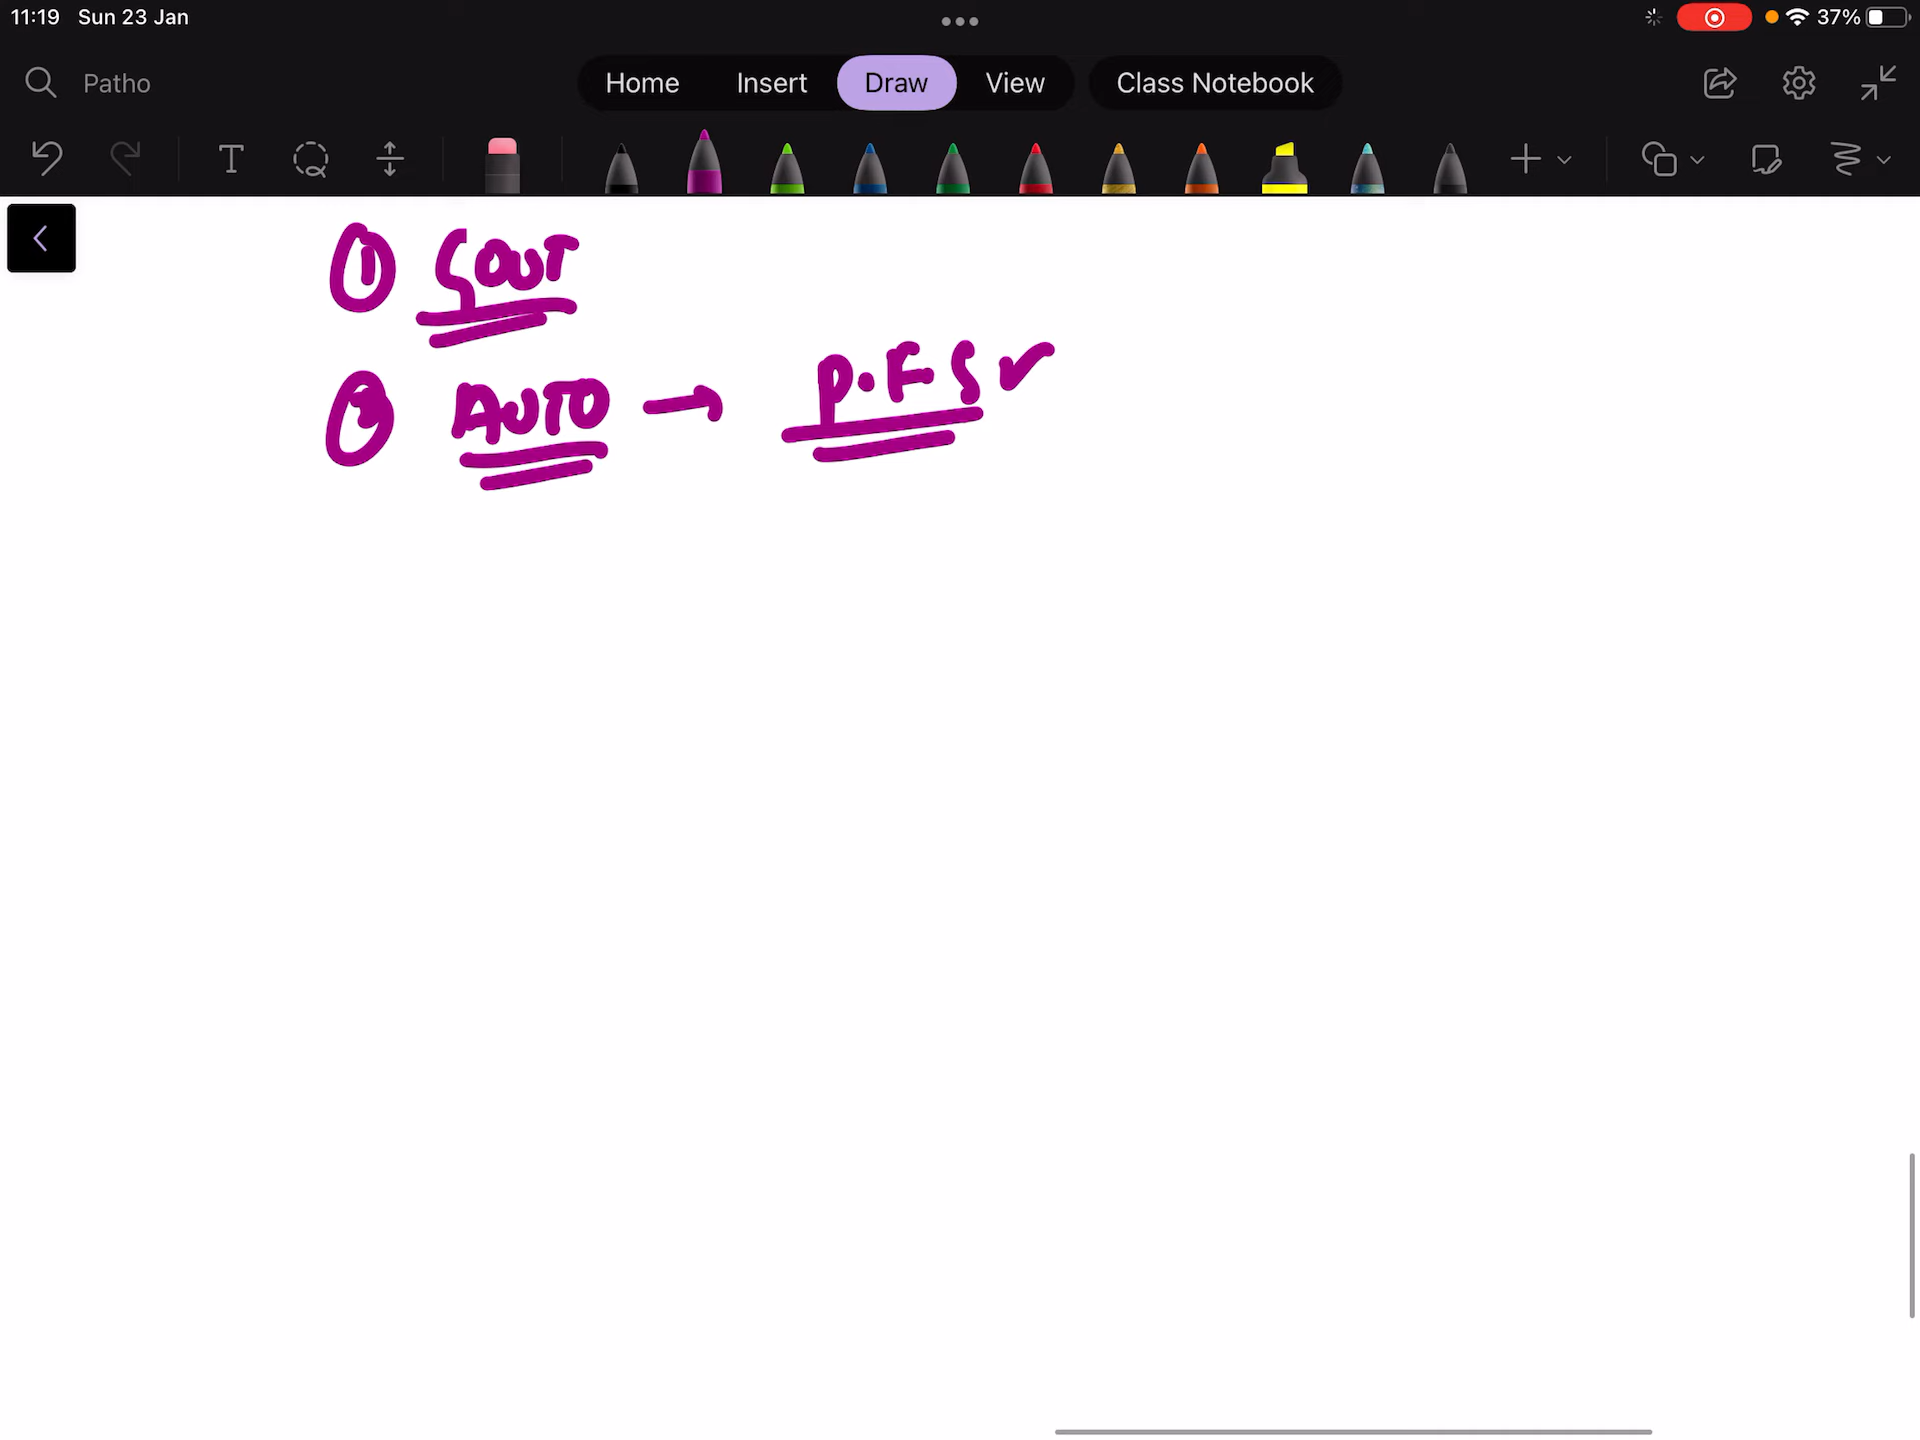 11:19 Sun 23 Jan 37%
Patho Home Insert Draw View Class Notebook
T
① GOUT
② AUTO → P.F S ✓